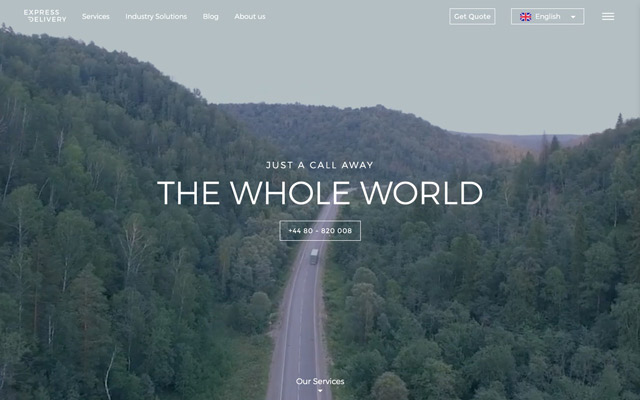 EXPRESS
DELIVERY
Services
Industry Solutions
Blog
About us
Get Quote
English
JUST A CALL AWAY
THE WHOLE WORLD
+44 80 - 820 008
Our Services